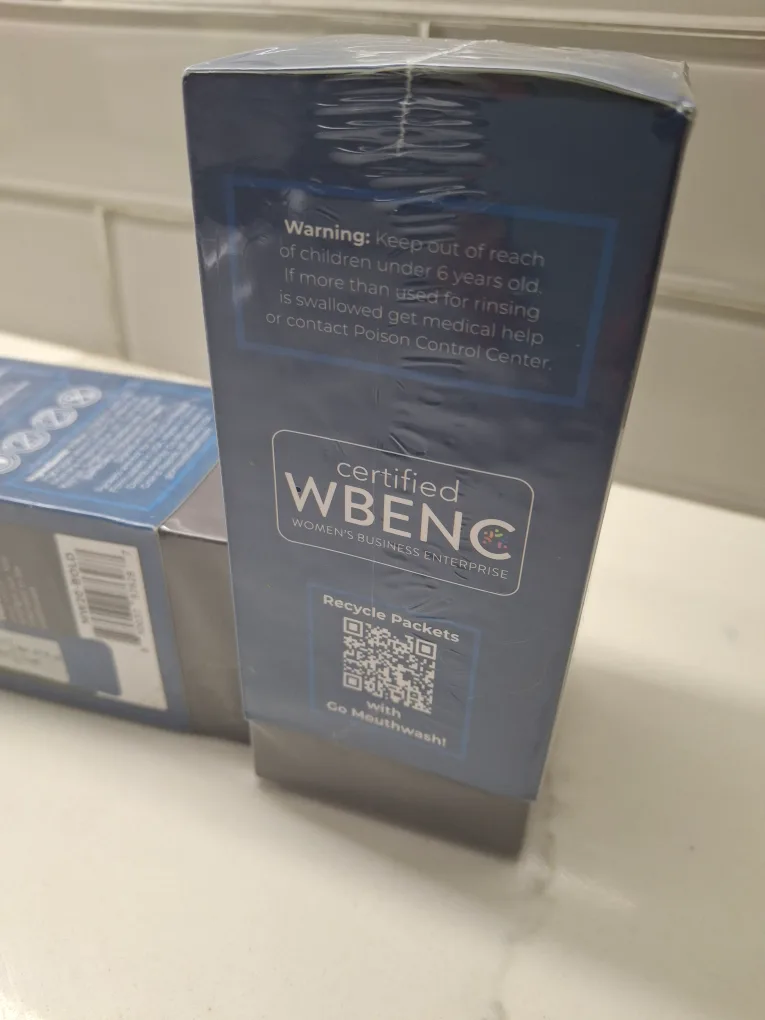 Warning: Keep out of reach
of children under 6 years old.
If more than used for rinsing
is swallowed get medical help
or contact Poison Control Center.
certified
WBENC
WOMEN'S BUSINESS ENTERPRISE
Recycle Packets
with
Go Mouthwash!